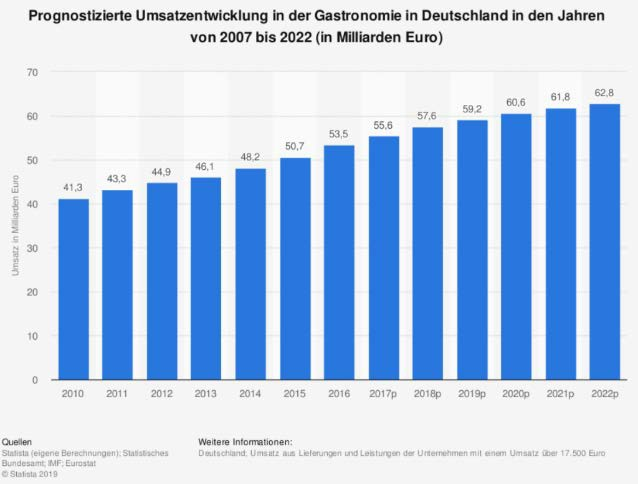 Prognostizierte Umsatzentwicklung in der Gastronomie in Deutschland in den Jahren
von 2007 bis 2022 (in Milliarden Euro)
70
60
50
40
30
20
10
0
Umsatz in Milliarden Euro
41,3
43,3
44,9
46,1
48,2
50,7
53,5
55,6
57,6
59,2
60,6
61,8
62,8
2010 2011 2012 2013 2014 2015 2016 2017p 2018p 2019p 2020p 2021p 2022p
Quellen
Statista (eigene Berechnungen); Statistisches
Bundesamt; IMF; Eurostat
© Statista 2019
Weitere Informationen:
Deutschland; Umsatz aus Lieferungen und Leistungen der Unternehmen mit einem Umsatz über 17.500 Euro